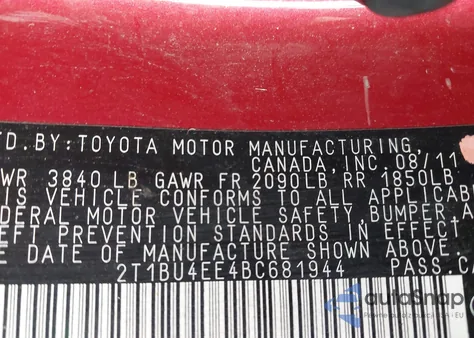 FD.BY:TOYOTA MOTOR MANUFACTURING,
CANADA, INC 08/11
WR 3840 LB GAWR FR 2090LB RR 1850LB
IS VEHICLE CONFORMS TO ALL APPLICAB
DERAL MOTOR VEHICLE SAFETY, BUMPER,
EFT PREVENTION STANDARDS IN EFFECT
E DATE OF MANUFACTURE SHOWN ABOVE.
2T1BU4EE4BC681944 PASS.CA
autoSnap